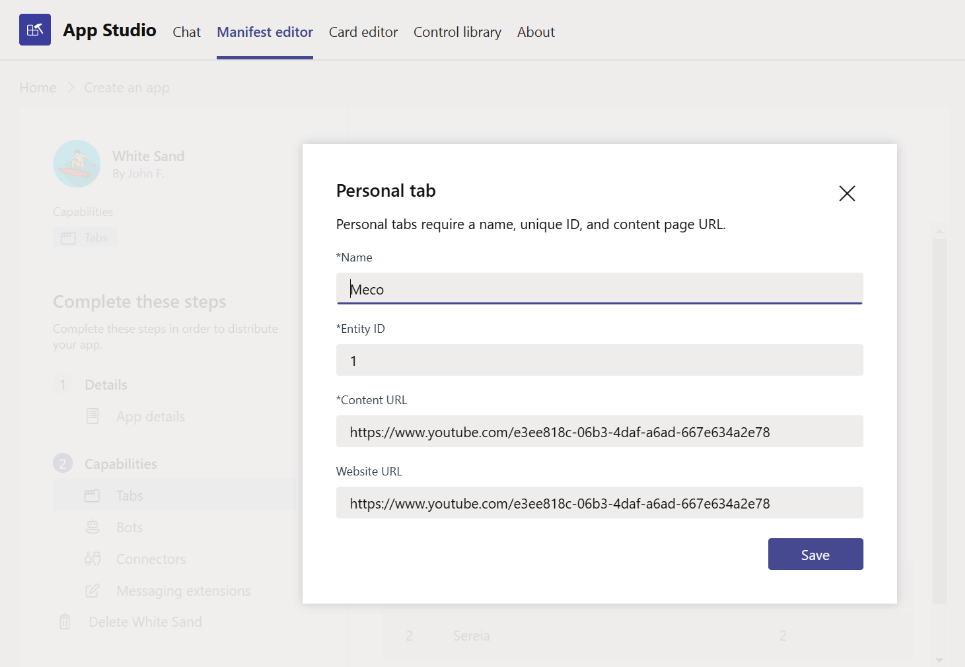 App Studio
Chat
Manifest editor
Card editor
Control library
About
Home
Create an app
White Sand
By John F.
Capabilities
Tabs
Complete these steps
Complete these steps in order to distribute
your app.
1 Details
App details
2 Capabilities
Tabs
Bots
Connectors
Messaging extensions
Delete White Sand
Personal tab
Personal tabs require a name, unique ID, and content page URL.
*Name
Meco
*Entity ID
1
*Content URL
https://www.youtube.com/e3ee818c-06b3-4daf-a6ad-667e634a2e78
Website URL
https://www.youtube.com/e3ee818c-06b3-4daf-a6ad-667e634a2e78
Save
2 Sereia 2